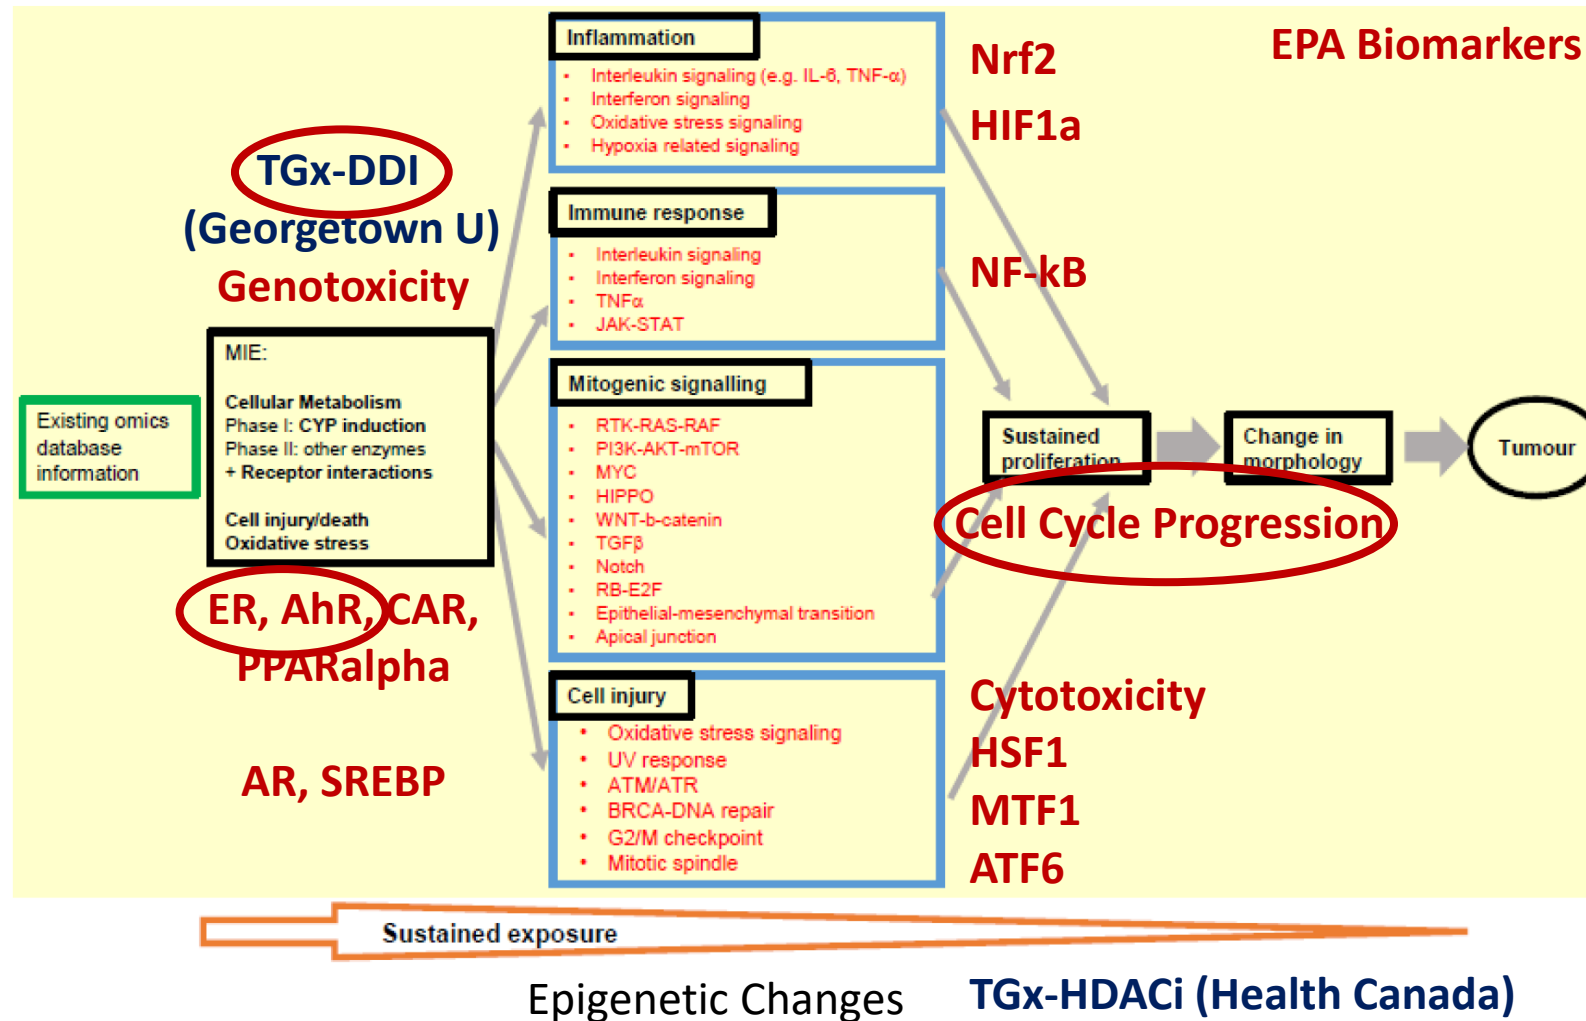 EPA Biomarkers
Inflammation
Interleukin signaling (e.g. IL-6, TNF-α)
Interferon signaling
Oxidative stress signaling
Hypoxia related signaling
Nrf2
HIF1a
TGx-DDI
(Georgetown U)
Genotoxicity
Immune response
Interleukin signaling
Interferon signaling
TNFα
JAK-STAT
NF-kB
Existing omics
database
information
MIE:
Cellular Metabolism
Phase I: CYP induction
Phase II: other enzymes
+ Receptor interactions
Cell injury/death
Oxidative stress
Mitogenic signalling
RTK-RAS-RAF
PI3K-AKT-mTOR
MYC
HIPPO
WNT-b-catenin
TGFβ
Notch
RB-E2F
Epithelial-mesenchymal transition
Apical junction
Sustained
proliferation
Change in
morphology
Tumour
Cell Cycle Progression
ER, AhR, CAR,
PPARalpha
AR, SREBP
Cell injury
Oxidative stress signaling
UV response
ATM/ATR
BRCA-DNA repair
G2/M checkpoint
Mitotic spindle
Cytotoxicity
HSF1
MTF1
ATF6
Sustained exposure
Epigenetic Changes
TGx-HDACi (Health Canada)